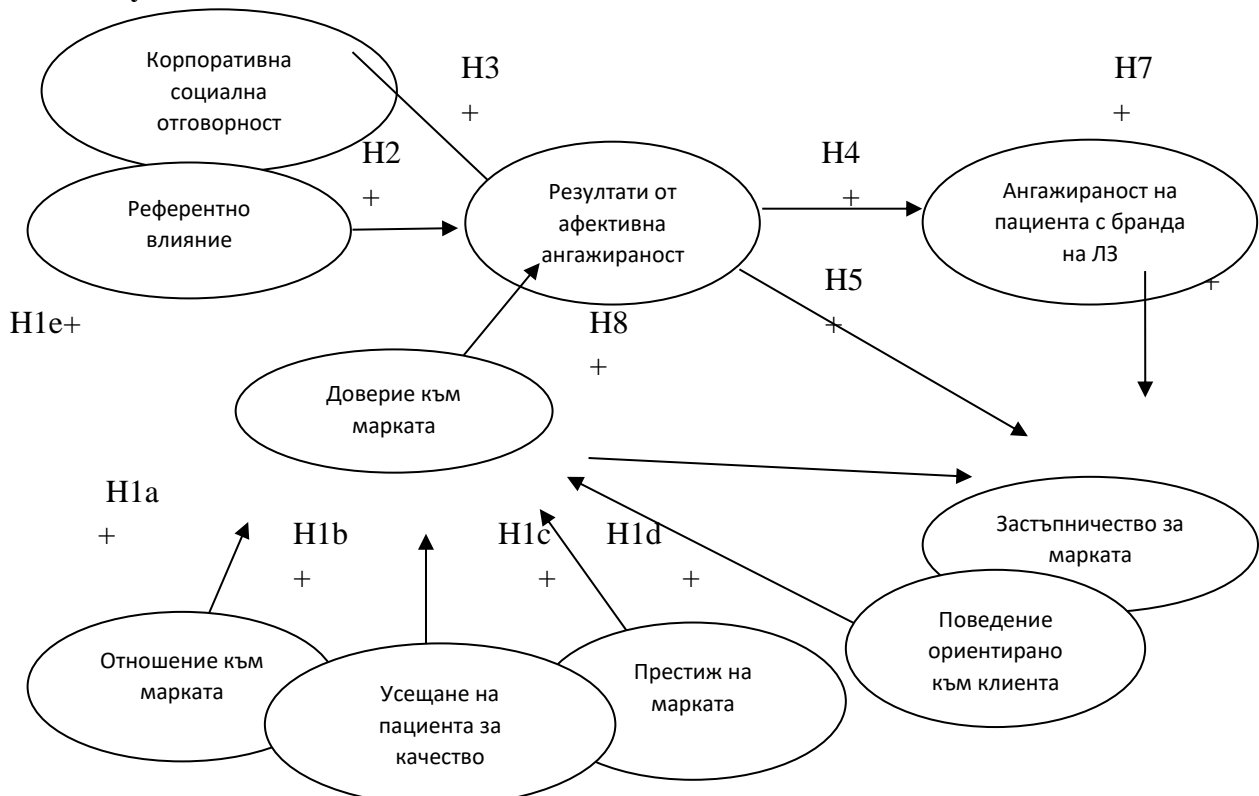 Корпоративна
социална
отговорност
H3
+
H7
+
H2
+
Референтно
влияние
Резултати от
афективна
ангажираност
H4
+
Ангажираност на
пациента с бранда
на ЛЗ
+
H5
+
H1e+
H8
+
Доверие към
марката
H1a
+
H1b
+
H1c
+
H1d
+
Застъпничество за
марката
Поведение
ориентирано
към клиента
Отношение към
марката
Усещане на
пациента за
качество
Престиж на
марката